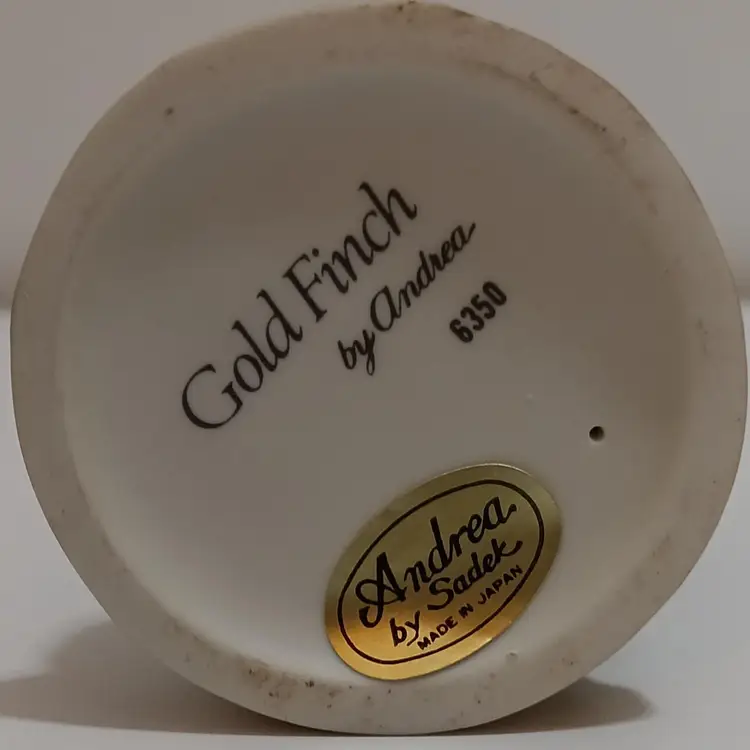 Gold Finch
by Andrea
6350
Andrea
by Sadek
MADE IN JAPAN